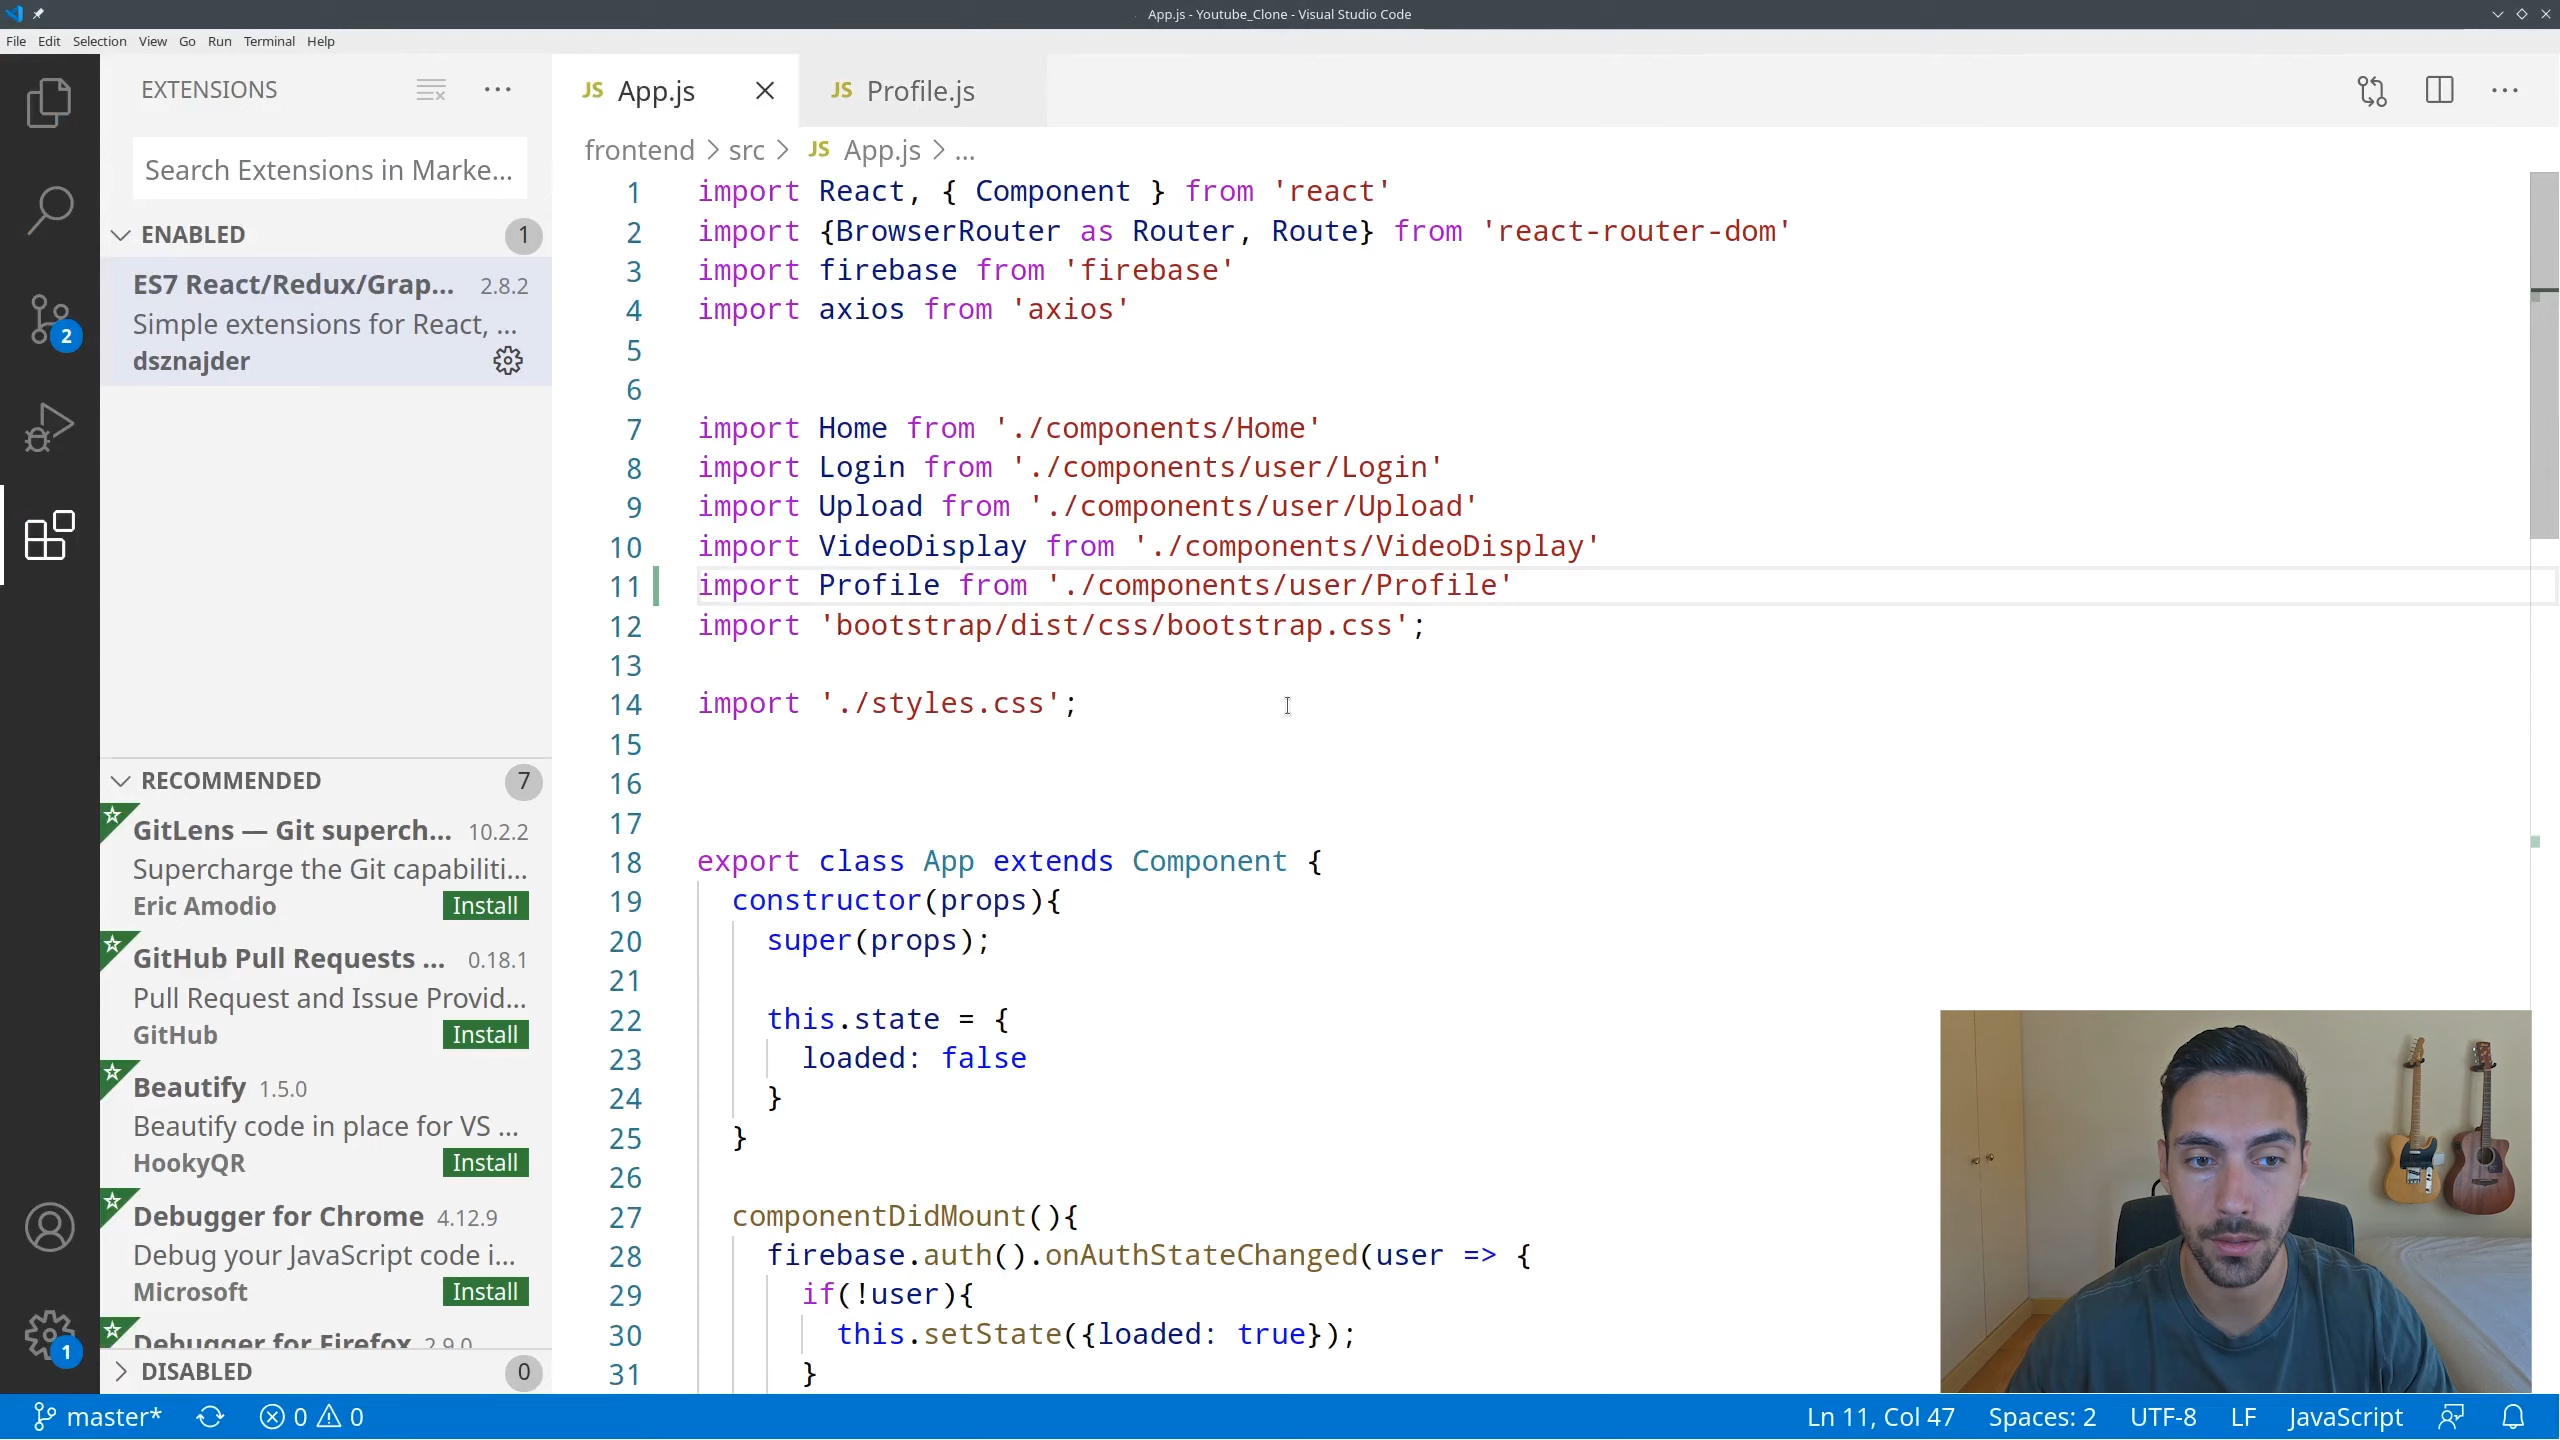 App.js - Youtube_Clone - Visual Studio Code
File Edit Selection View Go Run Terminal Help
EXTENSIONS
Search Extensions in Marke...
ENABLED 1
ES7 React/Redux/Grap... 2.8.2
Simple extensions for React, ...
dsznajder
RECOMMENDED 7
GitLens — Git superch... 10.2.2
Supercharge the Git capabiliti...
Eric Amodio Install
GitHub Pull Requests ... 0.18.1
Pull Request and Issue Provid...
GitHub Install
Beautify 1.5.0
Beautify code in place for VS ...
HookyQR Install
Debugger for Chrome 4.12.9
Debug your JavaScript code i...
Microsoft Install
Debugger for Firefox 2.9.0
DISABLED 0
2
1
JS App.js JS Profile.js
frontend > src > JS App.js > ...
1 import React, { Component } from 'react'
2 import {BrowserRouter as Router, Route} from 'react-router-dom'
3 import firebase from 'firebase'
4 import axios from 'axios'
5
6
7 import Home from './components/Home'
8 import Login from './components/user/Login'
9 import Upload from './components/user/Upload'
10 import VideoDisplay from './components/VideoDisplay'
11 import Profile from './components/user/Profile'
12 import 'bootstrap/dist/css/bootstrap.css';
13
14 import './styles.css';
15
16
17
18 export class App extends Component {
19 constructor(props){
20 super(props);
21
22 this.state = {
23 loaded: false
24 }
25 }
26
27 componentDidMount(){
28 firebase.auth().onAuthStateChanged(user => {
29 if(!user){
30 this.setState({loaded: true});
31 }
master* 0 0 Ln 11, Col 47 Spaces: 2 UTF-8 LF JavaScript